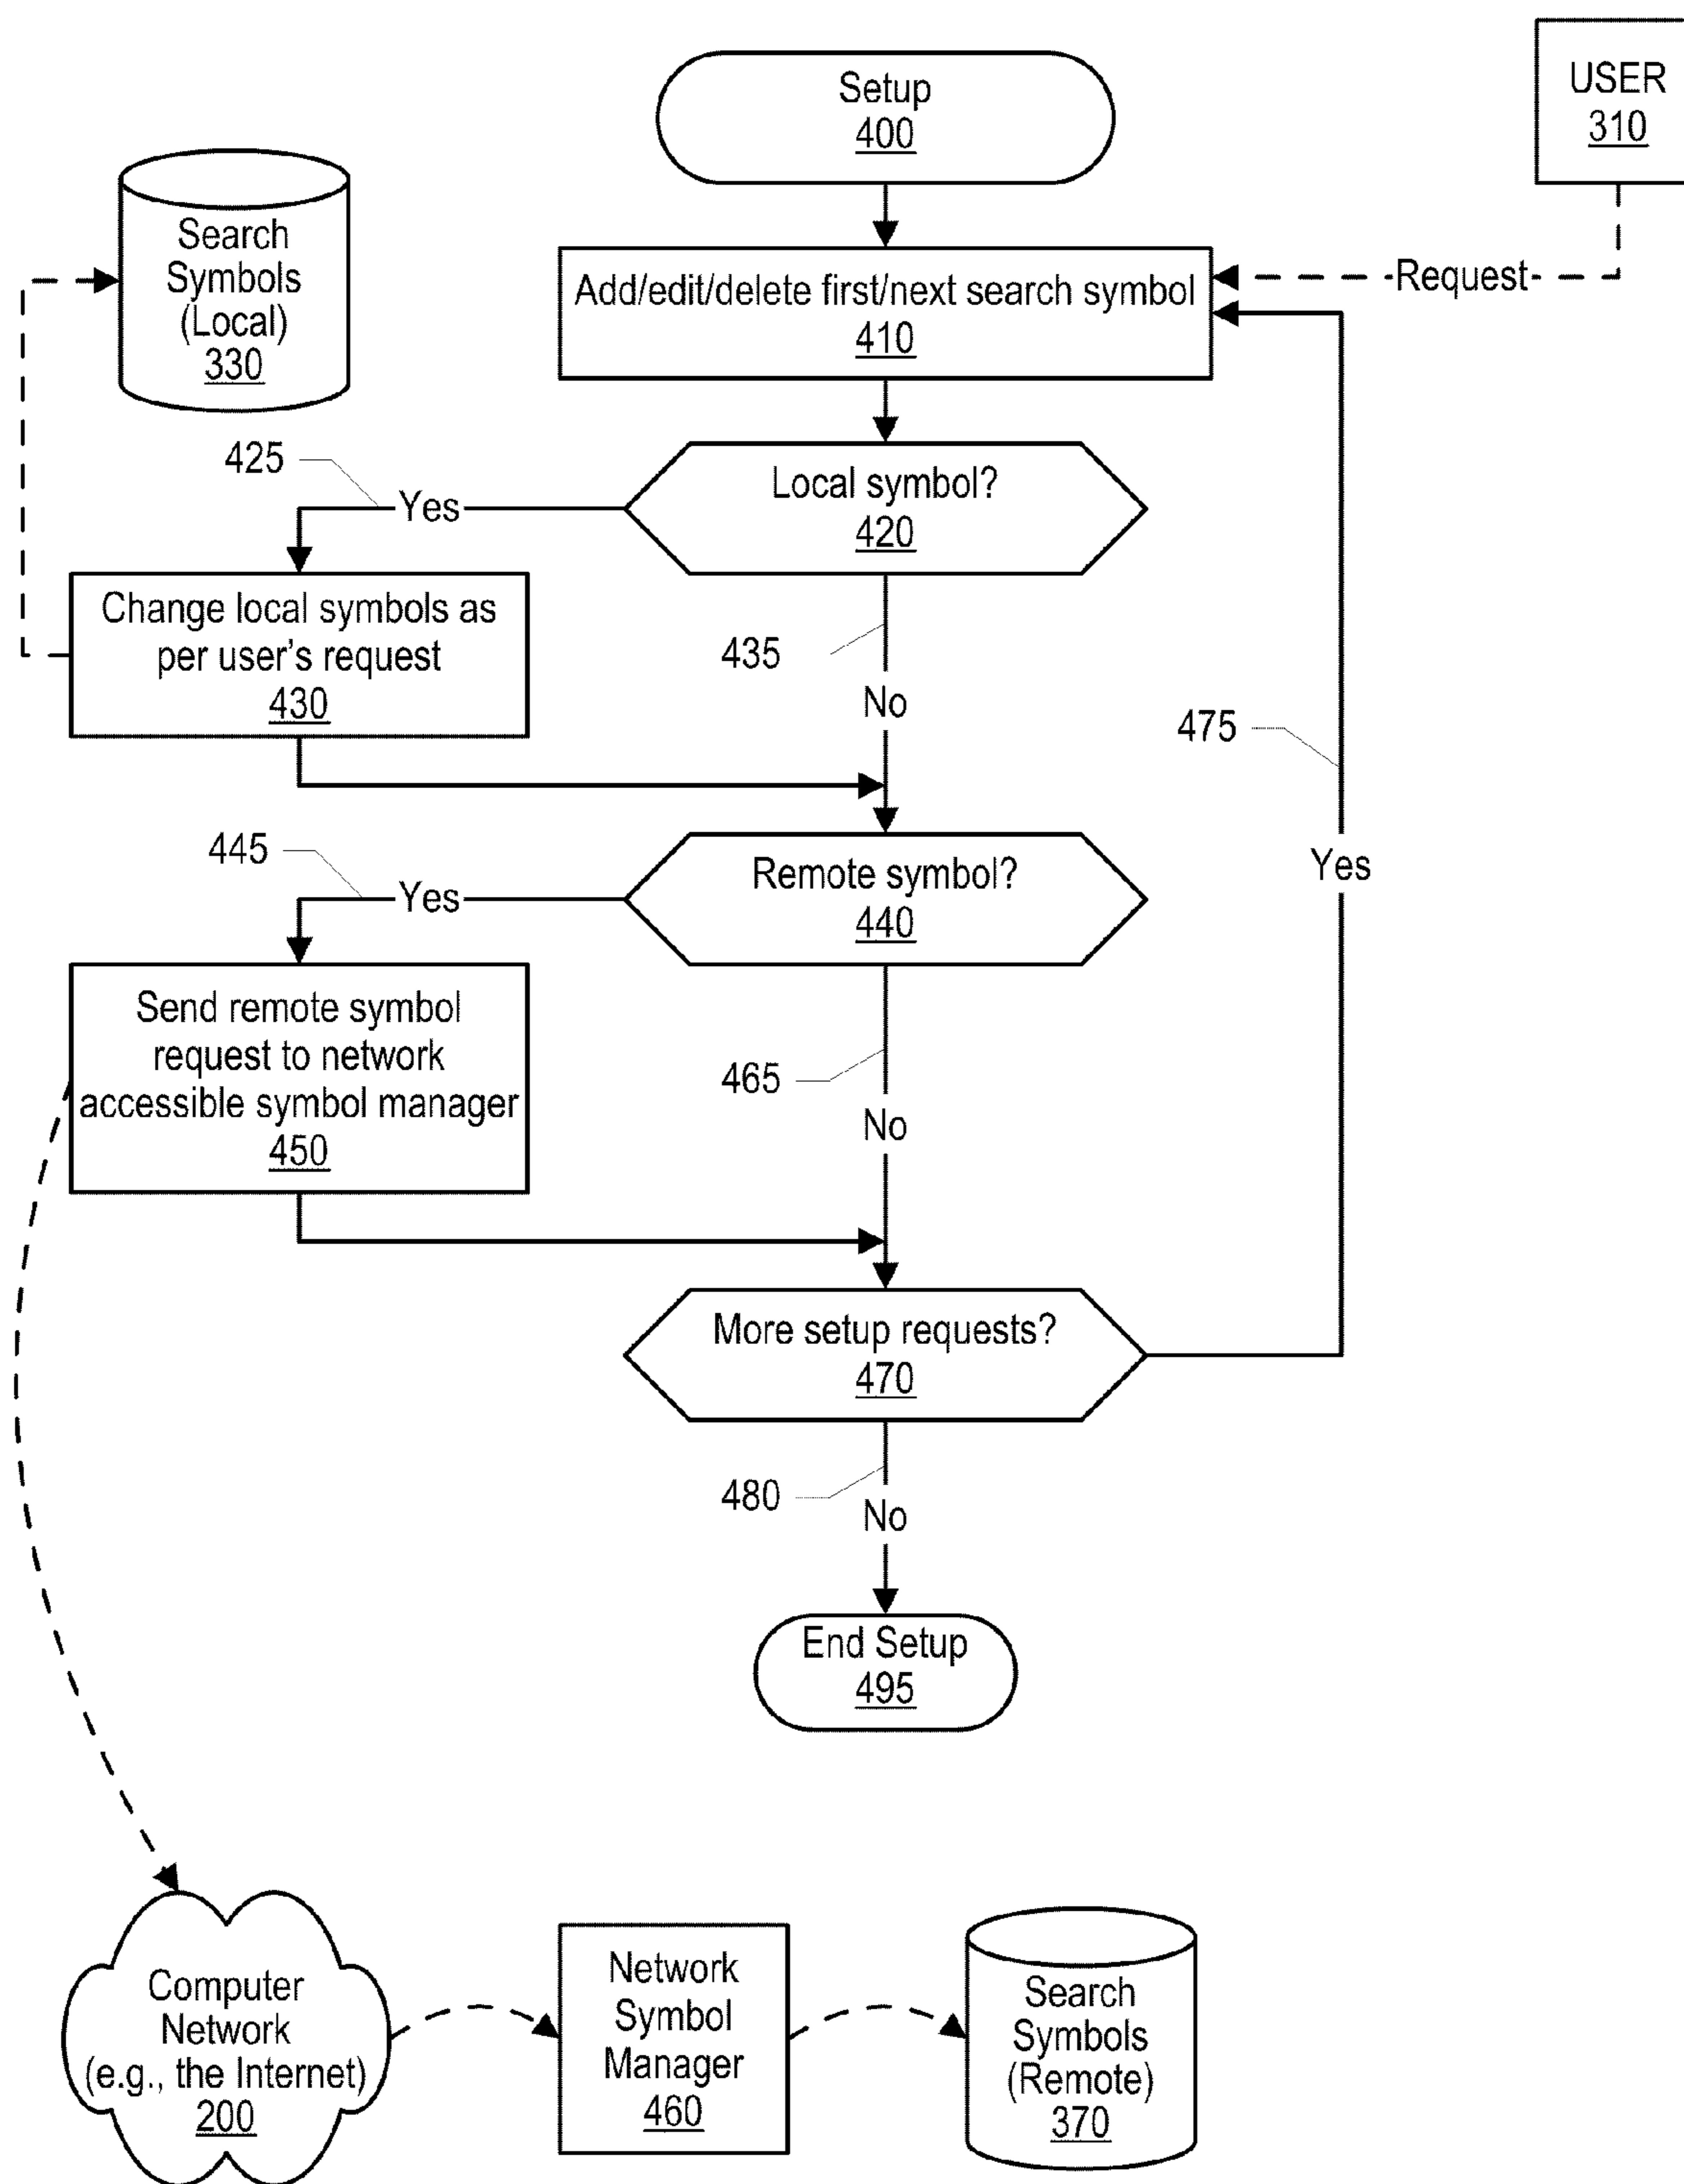 Setup
400
USER
310
Search
Symbols
(Local)
330
Request
Add/edit/delete first/next search symbol
410
425
Yes
Local symbol?
420
Change local symbols as
per user's request
430
435
No
475
Yes
445
Yes
Remote symbol?
440
Send remote symbol
request to network
accessible symbol manager
450
465
No
More setup requests?
470
480
No
End Setup
495
Computer
Network
(e.g., the Internet)
200
Network
Symbol
Manager
460
Search
Symbols
(Remote)
370